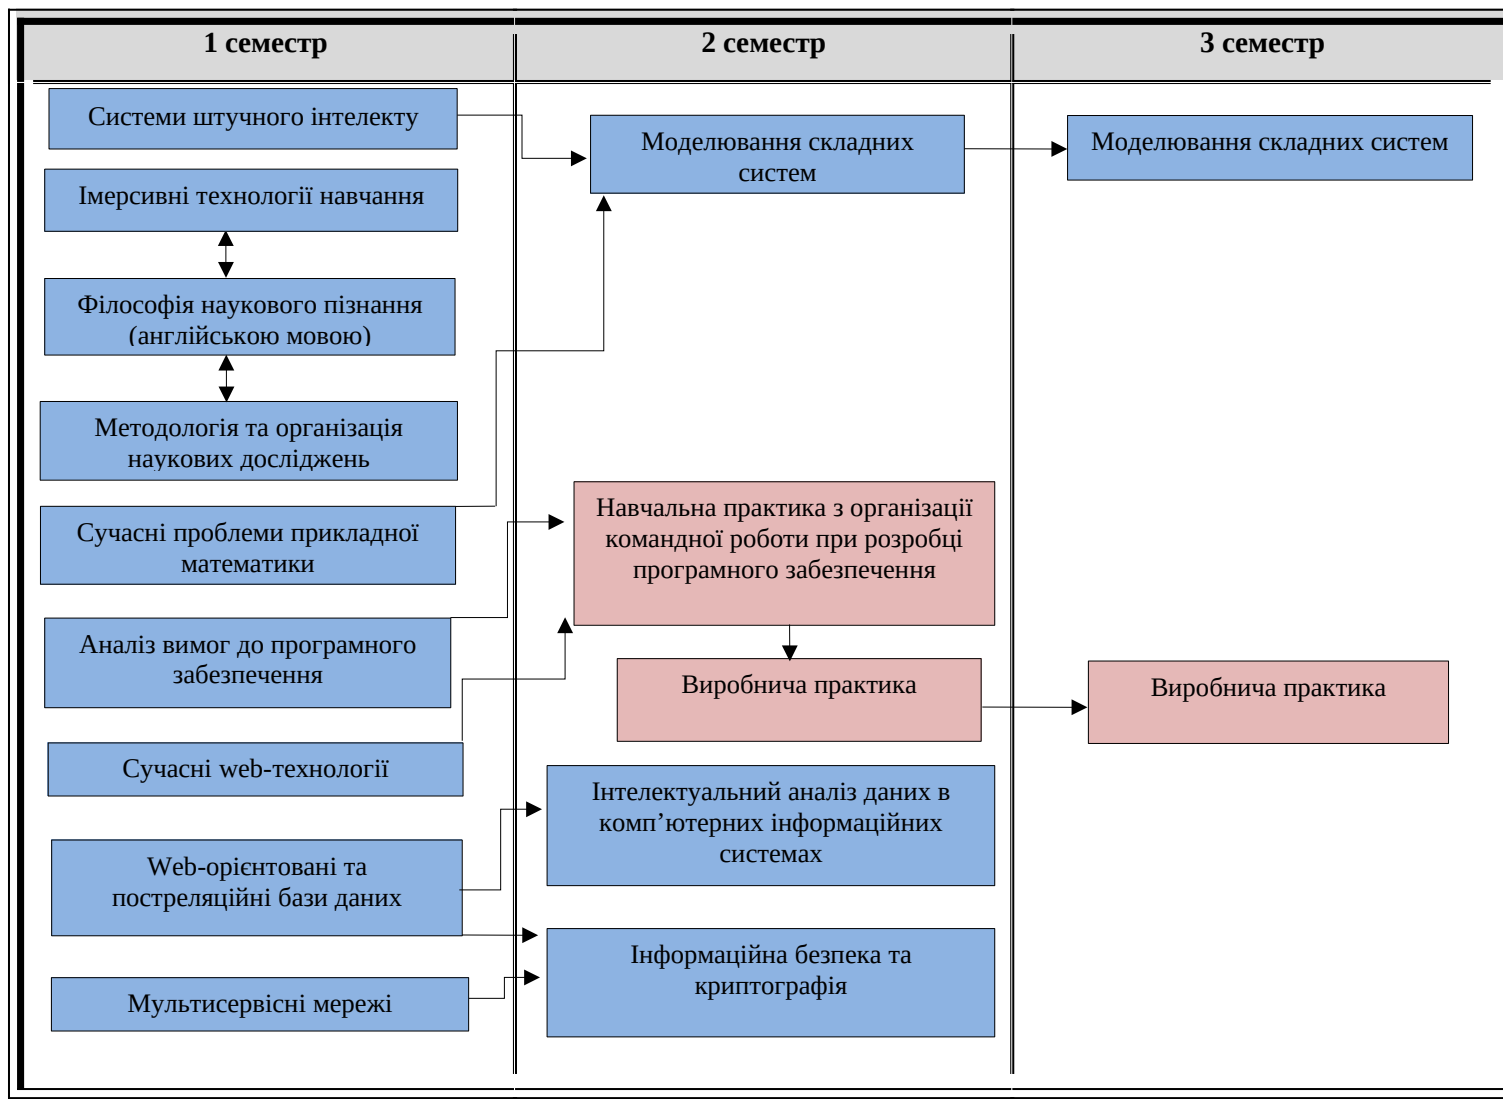 1 семестр
2 семестр
3 семестр
Системи штучного інтелекту
Імерсивні технології навчання
Філософія наукового пізнання
(англійською мовою)
Методологія та організація
наукових досліджень
Сучасні проблеми прикладної
математики
Аналіз вимог до програмного
забезпечення
Сучасні web-технології
Web-орієнтовані та
постреляційні бази даних
Мультисервісні мережі
Моделювання складних
систем
Навчальна практика з організації
командної роботи при розробці
програмного забезпечення
Виробнича практика
Інтелектуальний аналіз даних в
комп’ютерних інформаційних
системах
Інформаційна безпека та
криптографія
Моделювання складних систем
Виробнича практика